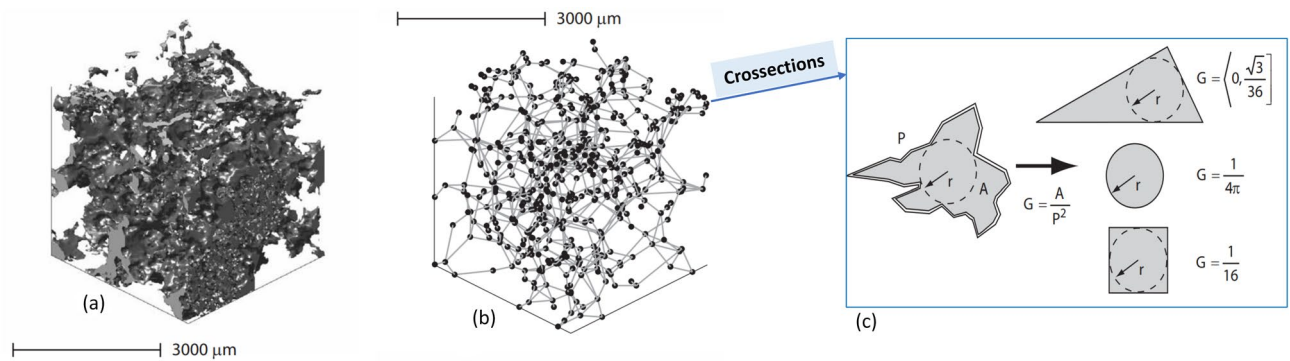 3000 μm
(a)
3000 μm
(b)
Crossections
P
r
A
G = A/P²
r
G = ⟨0, √3/36]
r
G = 1/4π
r
G = 1/16
(c)